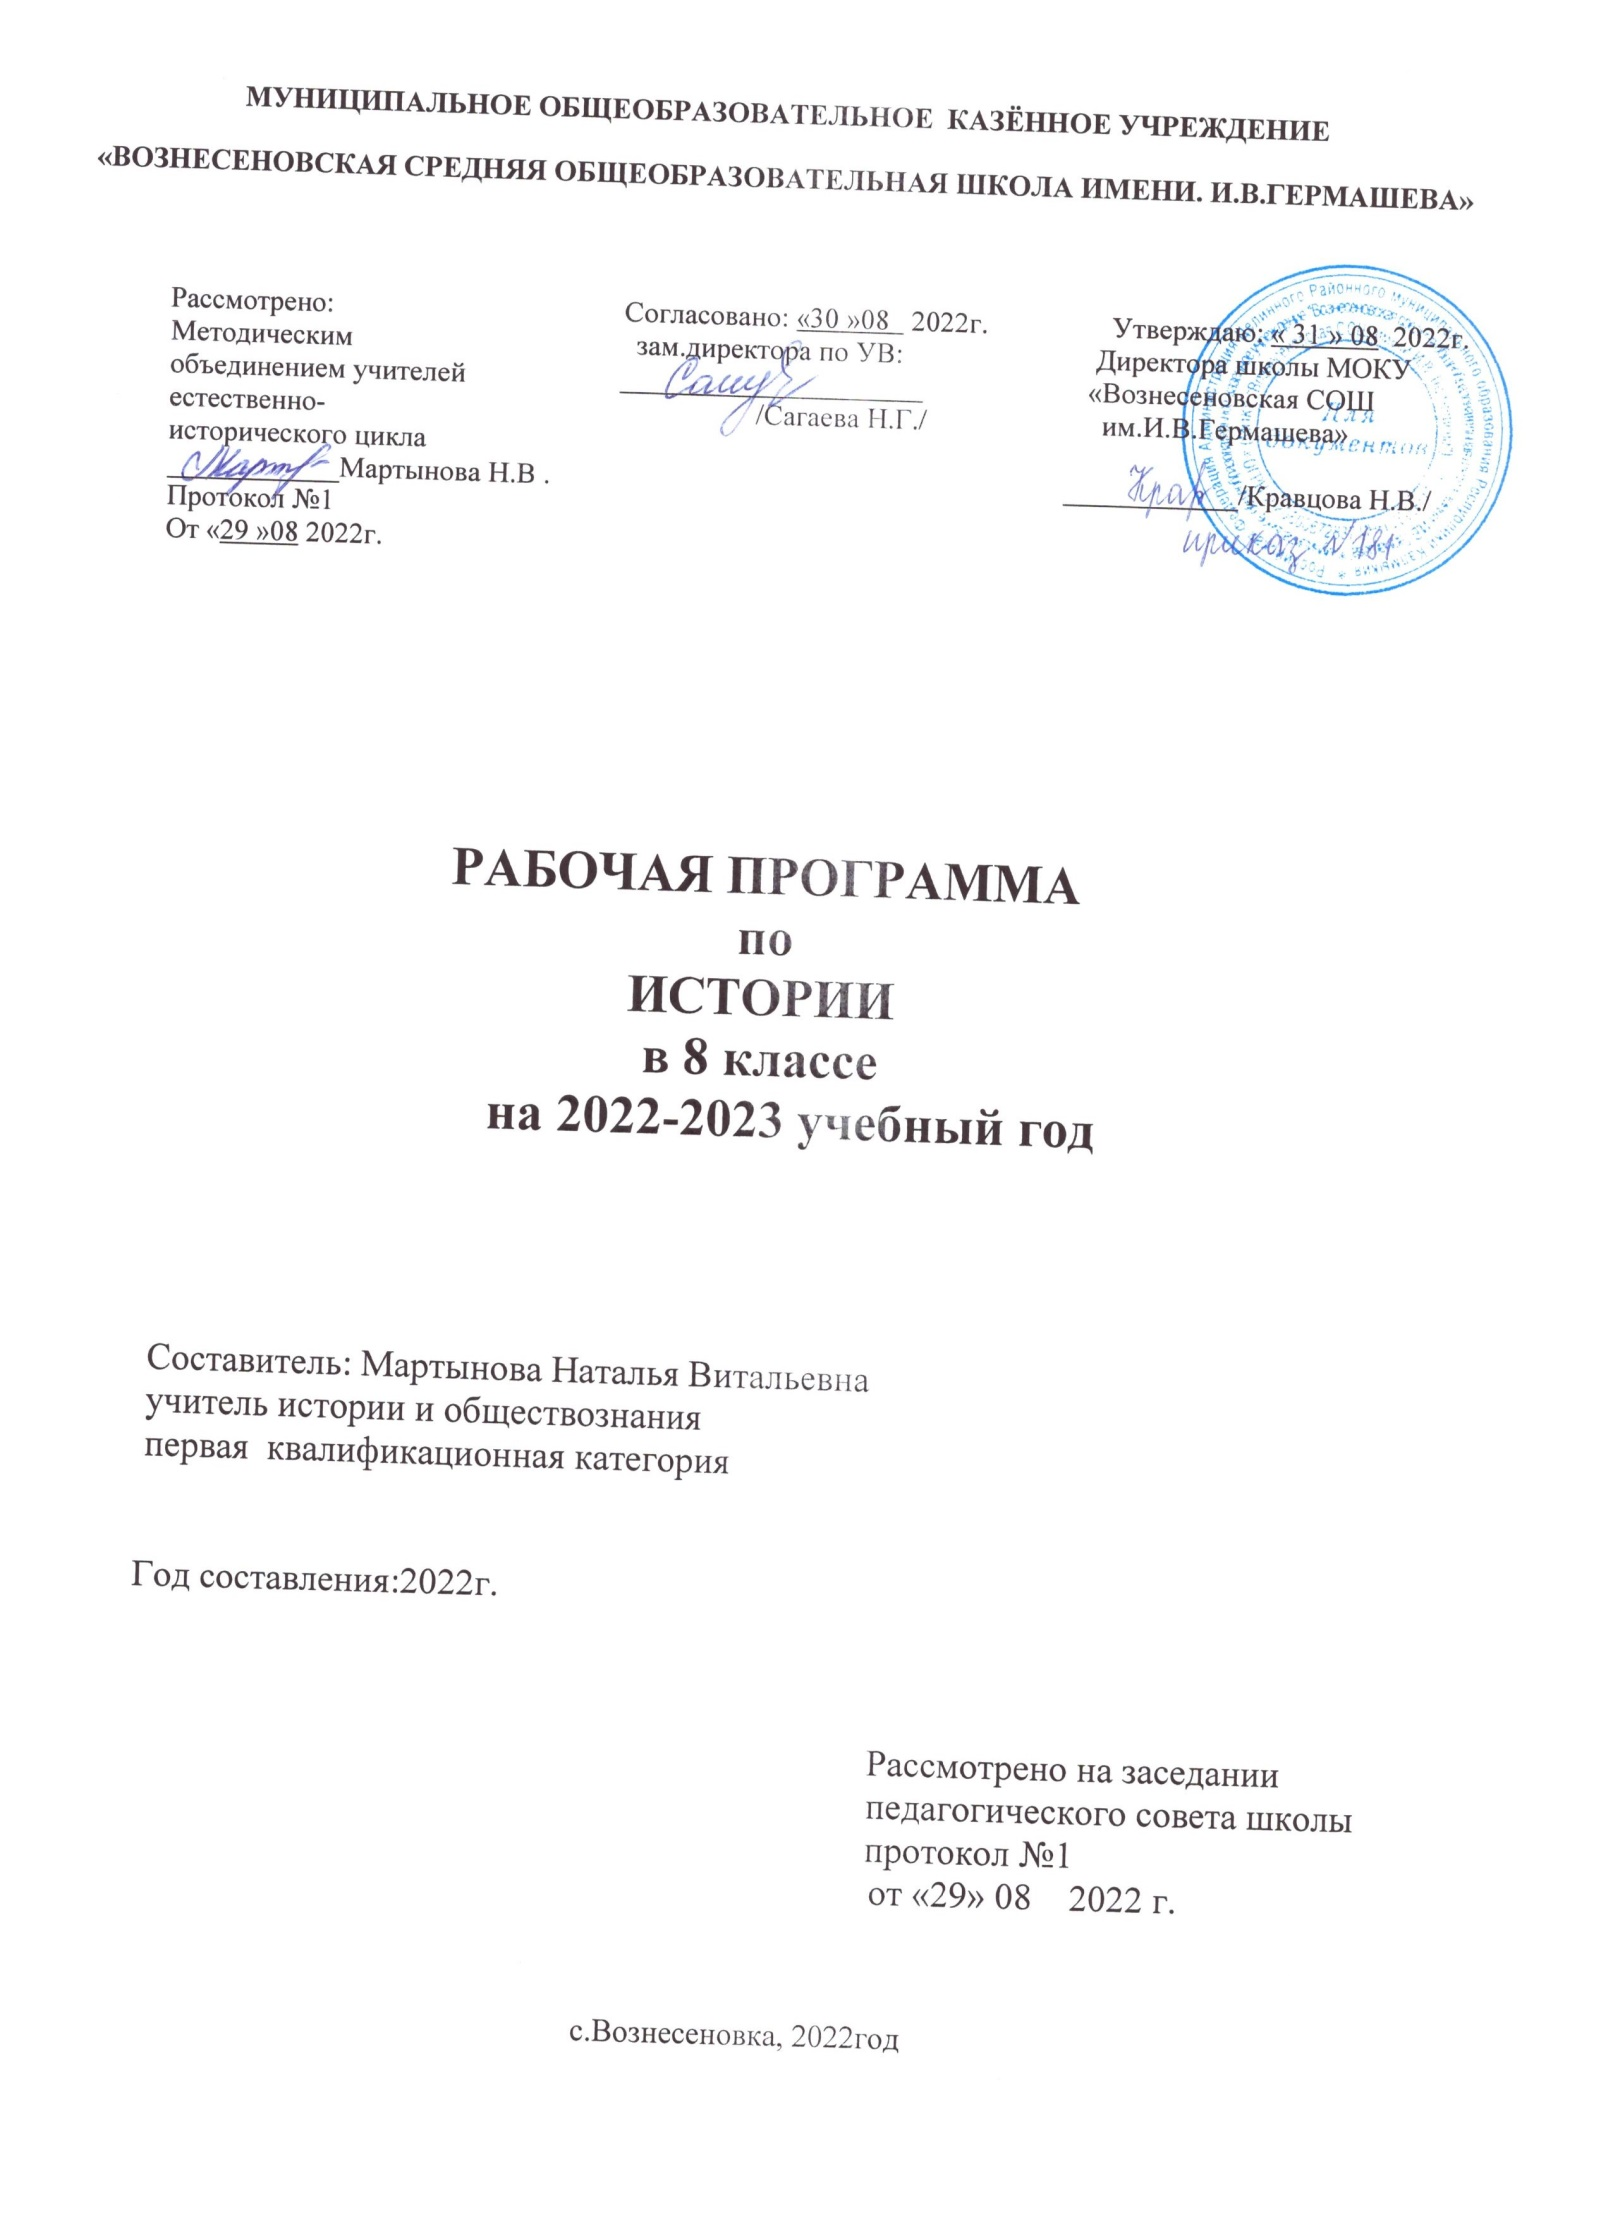 МУНИЦИПАЛЬНОЕ ОБЩЕОБРАЗОВАТЕЛЬНОЕ КАЗЁННОЕ УЧРЕЖДЕНИЕ
«ВОЗНЕСЕНОВСКАЯ СРЕДНЯЯ ОБЩЕОБРАЗОВАТЕЛЬНАЯ ШКОЛА ИМЕНИ. И.В.ГЕРМАШЕВА»
Рассмотрено:
Методическим
объединением учителей
естественно-
исторического цикла
Мартынова Н.В .
Протокол №1
От «29 »08 2022г.
Согласовано: «30 »08 2022г.
зам.директора по УВ:
/Сагаева Н.Г./
Утверждаю: « 31 » 08 2022г.
Директора школы МОКУ
«Вознесеновская СОШ
им.И.В.Гермашева»
/Кравцова Н.В./
приказ №181
Для
документов
РАБОЧАЯ ПРОГРАММА
по
ИСТОРИИ
в 8 классе
на 2022-2023 учебный год
Составитель: Мартынова Наталья Витальевна
учитель истории и обществознания
первая квалификационная категория
Год составления:2022г.
Рассмотрено на заседании
педагогического совета школы
протокол №1
от «29» 08 2022 г.
с.Вознесеновка, 2022год